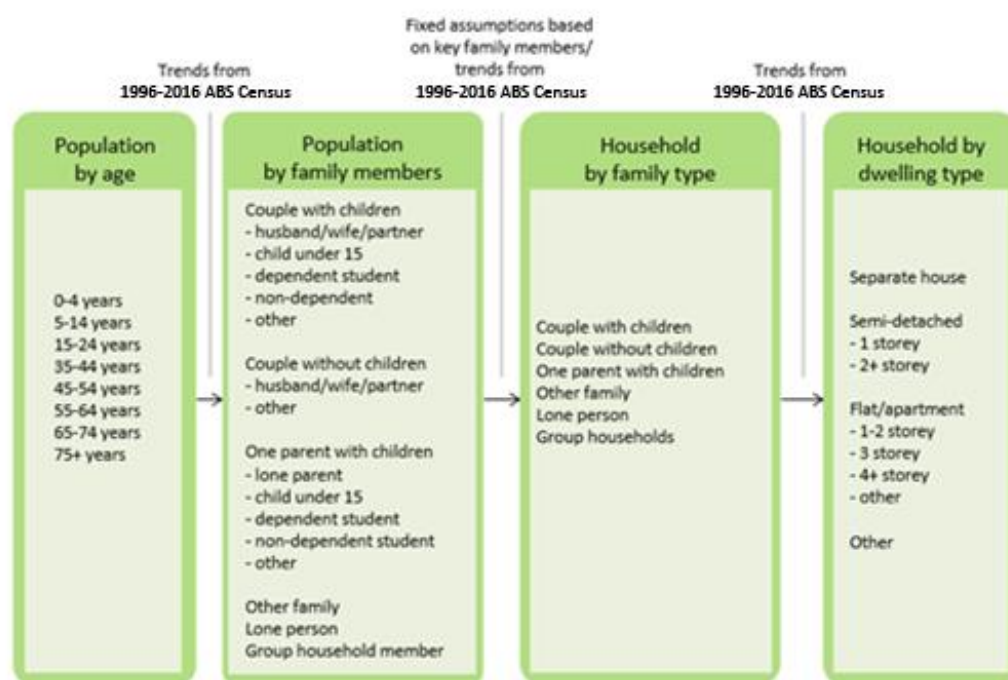 Trends from
1996-2016 ABS Census
Fixed assumptions based
on key family members/
trends from
1996-2016 ABS Census
Trends from
1996-2016 ABS Census
Population
by age
0-4 years
5-14 years
15-24 years
35-44 years
45-54 years
55-64 years
65-74 years
75+ years
Population
by family members
Couple with children
- husband/wife/partner
- child under 15
- dependent student
- non-dependent
- other
Couple without children
- husband/wife/partner
- other
One parent with children
- lone parent
- child under 15
- dependent student
- non-dependent student
- other
Other family
Lone person
Group household member
Household
by family type
Couple with children
Couple without children
One parent with children
Other family
Lone person
Group households
Household by
dwelling type
Separate house
Semi-detached
- 1 storey
- 2+ storey
Flat/apartment
- 1-2 storey
- 3 storey
- 4+ storey
- other
Other